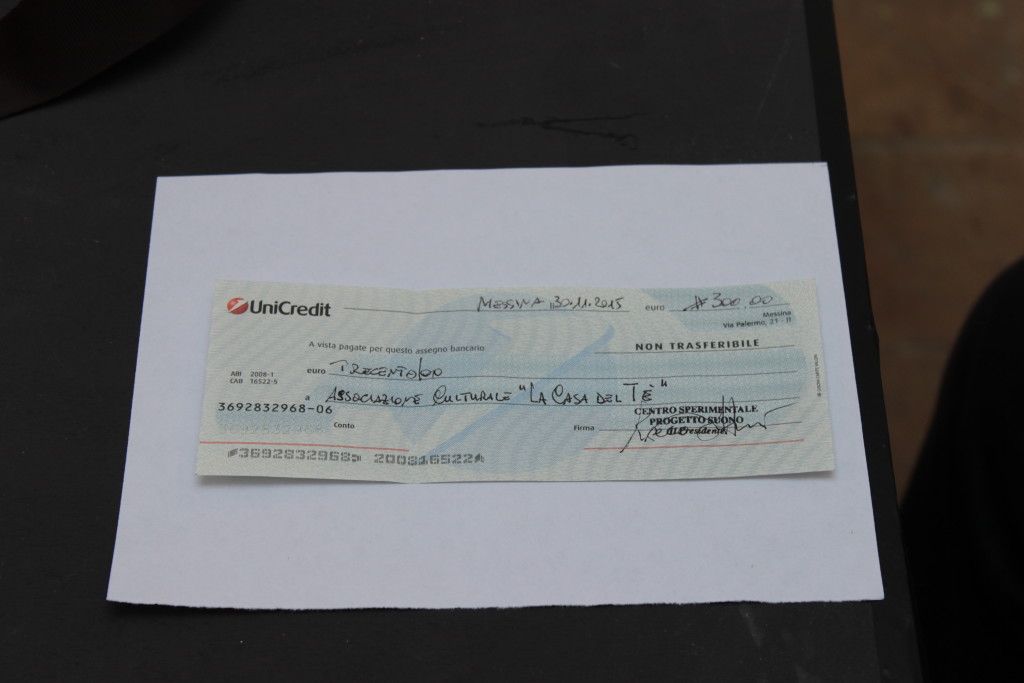 UniCredit MESSINA 30.11.2015 euro # 300,00
Messina
Via Palermo, 21 - II
A vista pagate per questo assegno bancario NON TRASFERIBILE
ABI 2008-1 euro TRECENTO/00
CAB 16522-5
a ASSOCIAZIONE CULTURALE "LA CASA DEL TÈ"
3692832968-06 CENTRO SPERIMENTALE
PROGETTO SUONO
Conto Firma Il Presidente
3692832968 200816522